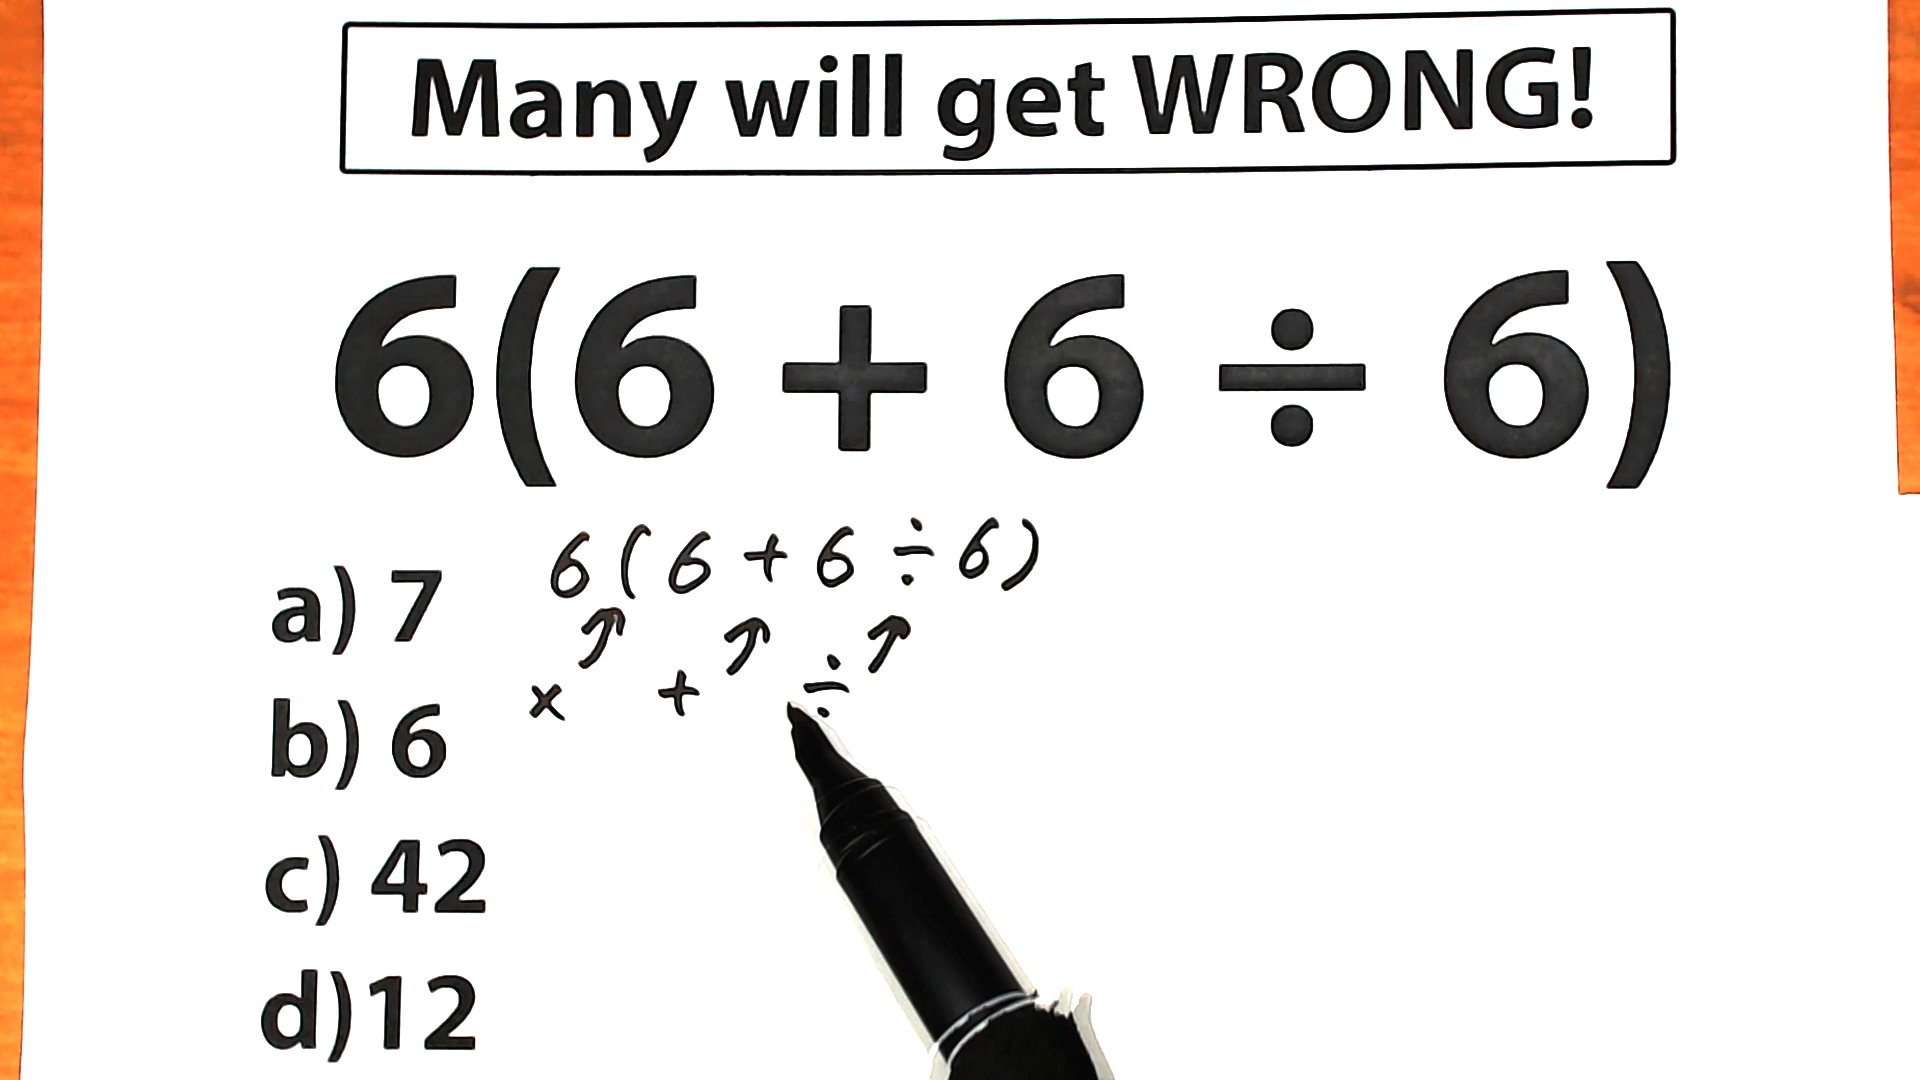 Many will get WRONG!
6(6 + 6 ÷ 6)
6(6 + 6 ÷ 6)
a) 7
↗ ↗ ↗
× + ÷
b) 6
c) 42
d)12